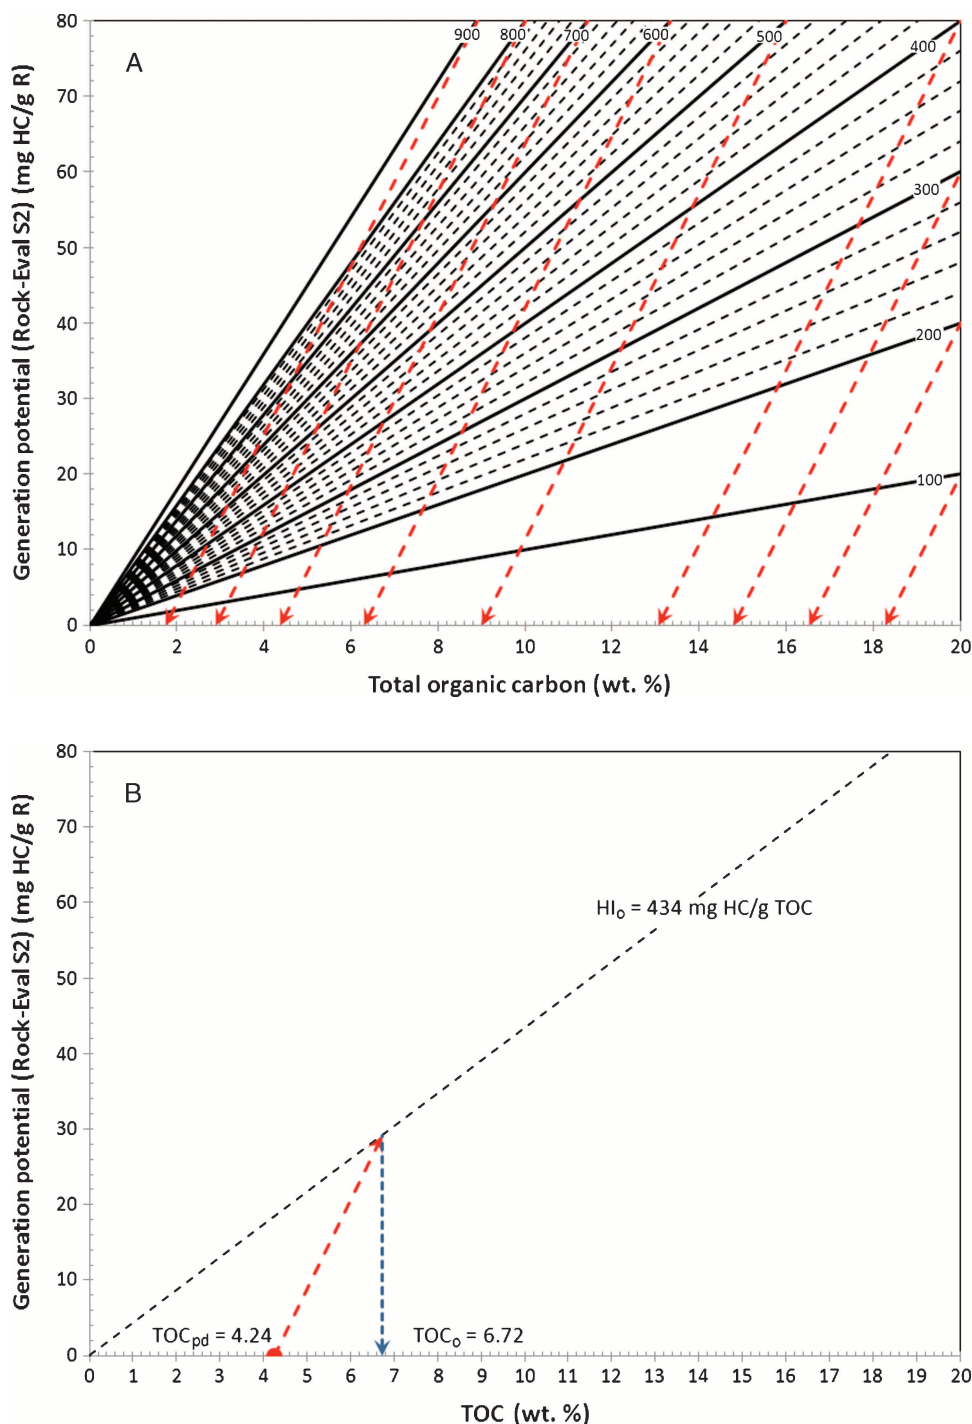 A
900 800 700 600 500 400
300
200
100
80
70
60
50
40
30
20
10
0
Generation potential (Rock-Eval S2) (mg HC/g R)
0 2 4 6 8 10 12 14 16 18 20
Total organic carbon (wt. %)
B
80
70
60
50
40
30
20
10
0
Generation potential (Rock-Eval S2) (mg HC/g R)
HIo = 434 mg HC/g TOC
TOCpd = 4.24
TOCo = 6.72
0 1 2 3 4 5 6 7 8 9 10 11 12 13 14 15 16 17 18 19 20
TOC (wt. %)